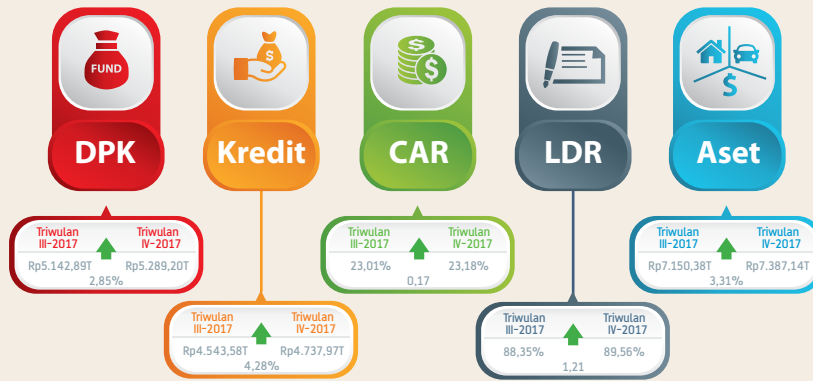 FUND
DPK
Kredit
CAR
LDR
Aset
Triwulan III-2017
Triwulan IV-2017
Rp5.142,89T
Rp5.289,20T
2,85%
Triwulan III-2017
Triwulan IV-2017
Rp4.543,58T
Rp4.737,97T
4,28%
Triwulan III-2017
Triwulan IV-2017
23,01%
23,18%
0,17
Triwulan III-2017
Triwulan IV-2017
88,35%
89,56%
1,21
Triwulan III-2017
Triwulan IV-2017
Rp7.150,38T
Rp7.387,14T
3,31%